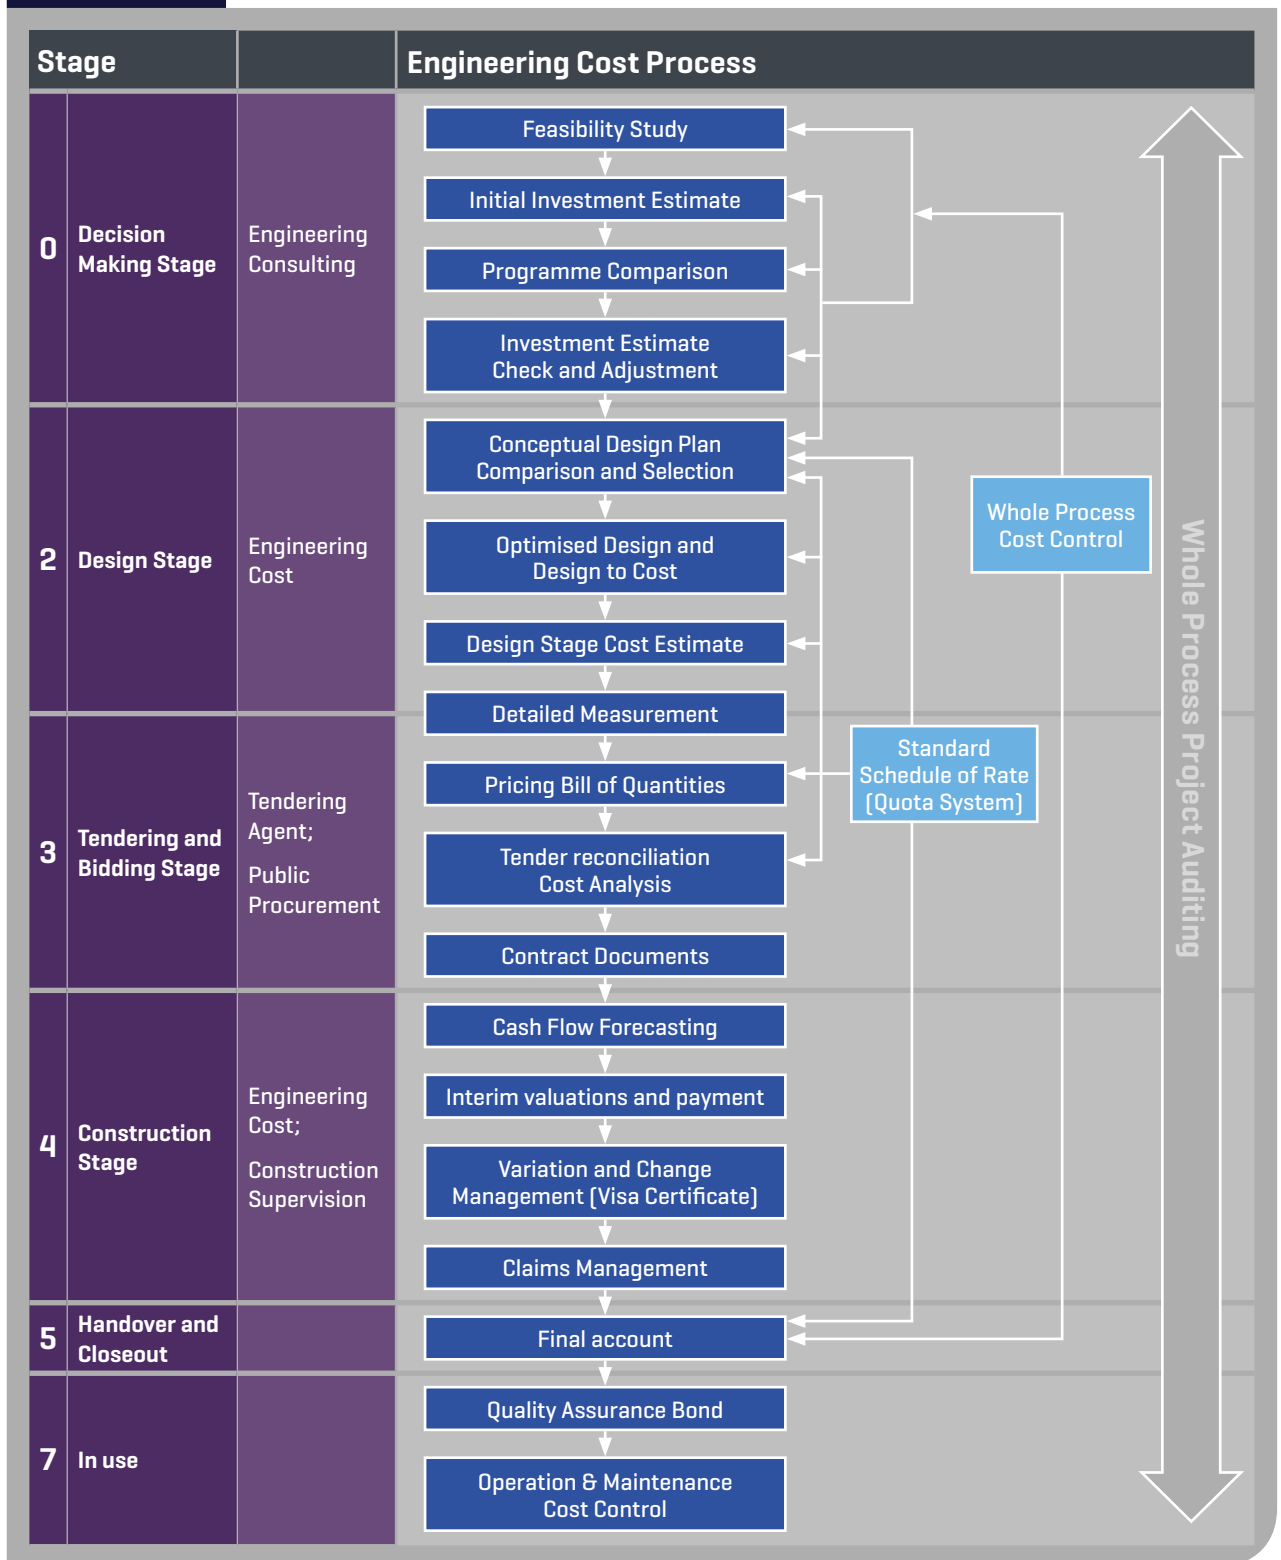 Stage
Engineering Cost Process
0
Decision
Making Stage
Engineering
Consulting
Feasibility Study
Initial Investment Estimate
Programme Comparison
Investment Estimate
Check and Adjustment
2
Design Stage
Engineering
Cost
Conceptual Design Plan
Comparison and Selection
Optimised Design and
Design to Cost
Design Stage Cost Estimate
Detailed Measurement
3
Tendering and
Bidding Stage
Tendering
Agent;
Public
Procurement
Pricing Bill of Quantities
Tender reconciliation
Cost Analysis
Contract Documents
4
Construction
Stage
Engineering
Cost;
Construction
Supervision
Cash Flow Forecasting
Interim valuations and payment
Variation and Change
Management (Visa Certificate)
Claims Management
5
Handover and
Closeout
Final account
7
In use
Quality Assurance Bond
Operation & Maintenance
Cost Control
Standard
Schedule of Rate
(Quota System)
Whole Process
Cost Control
Whole Process Project Auditing